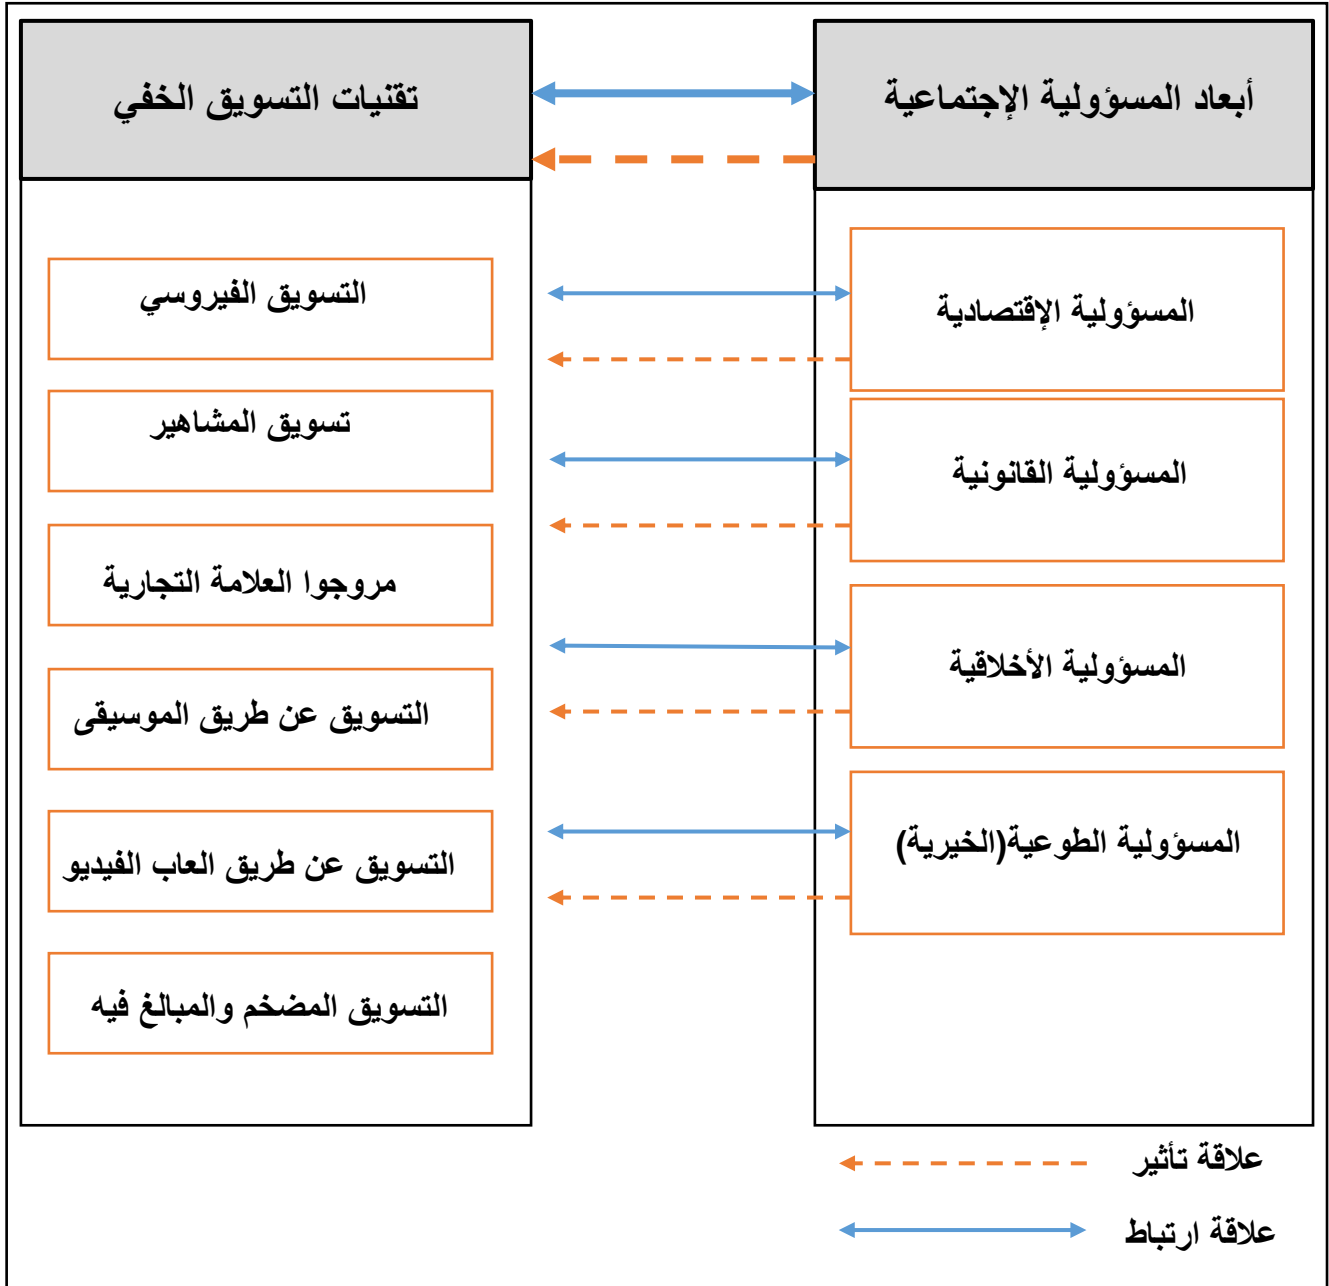 أبعاد المسؤولية الإجتماعية
تقنيات التسويق الخفي
المسؤولية الإقتصادية
المسؤولية القانونية
المسؤولية الأخلاقية
المسؤولية الطوعية(الخيرية)
التسويق الفيروسي
تسويق المشاهير
مروجوا العلامة التجارية
التسويق عن طريق الموسيقى
التسويق عن طريق العاب الفيديو
التسويق المضخم والمبالغ فيه
علاقة تأثير
علاقة ارتباط